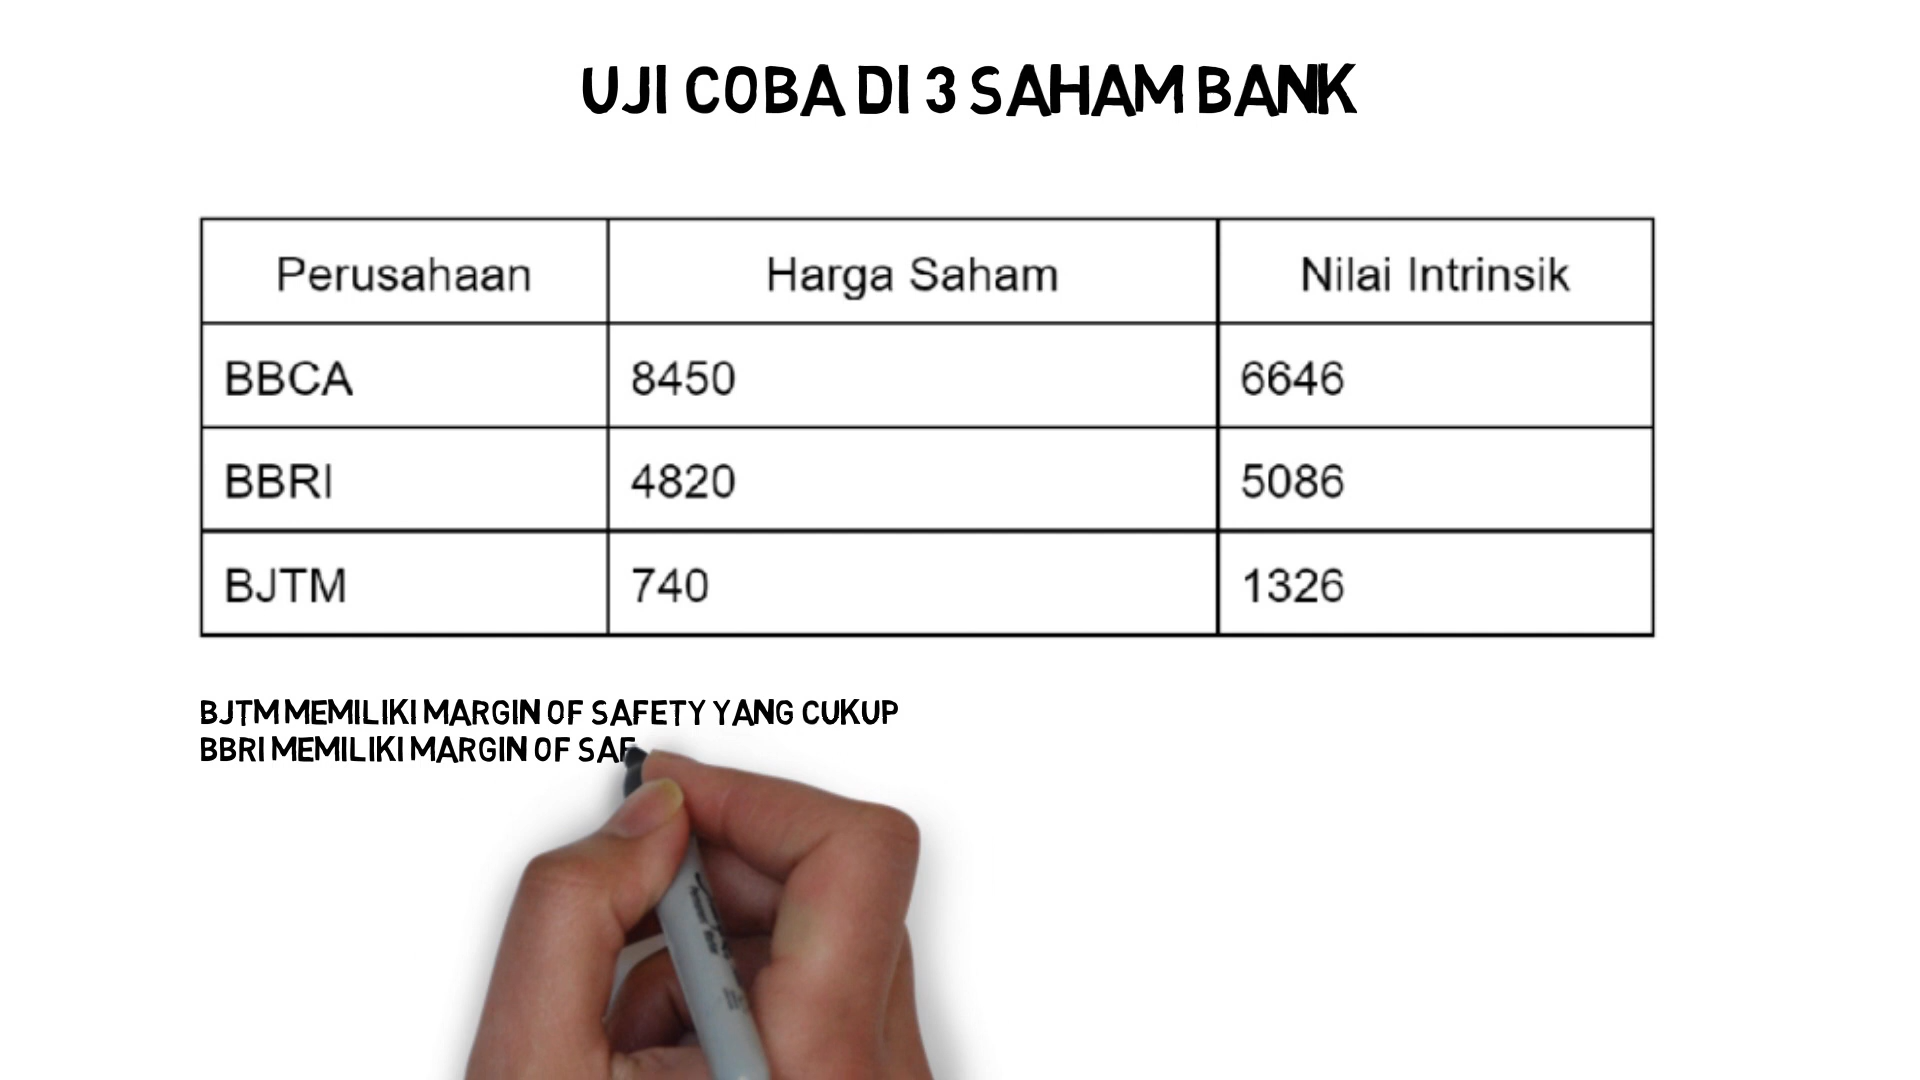 UJI COBA DI 3 SAHAM BANK
Perusahaan Harga Saham Nilai Intrinsik
BBCA 8450 6646
BBRI 4820 5086
BJTM 740 1326
BJTM MEMILIKI MARGIN OF SAFETY YANG CUKUP
BBRI MEMILIKI MARGIN OF SAF